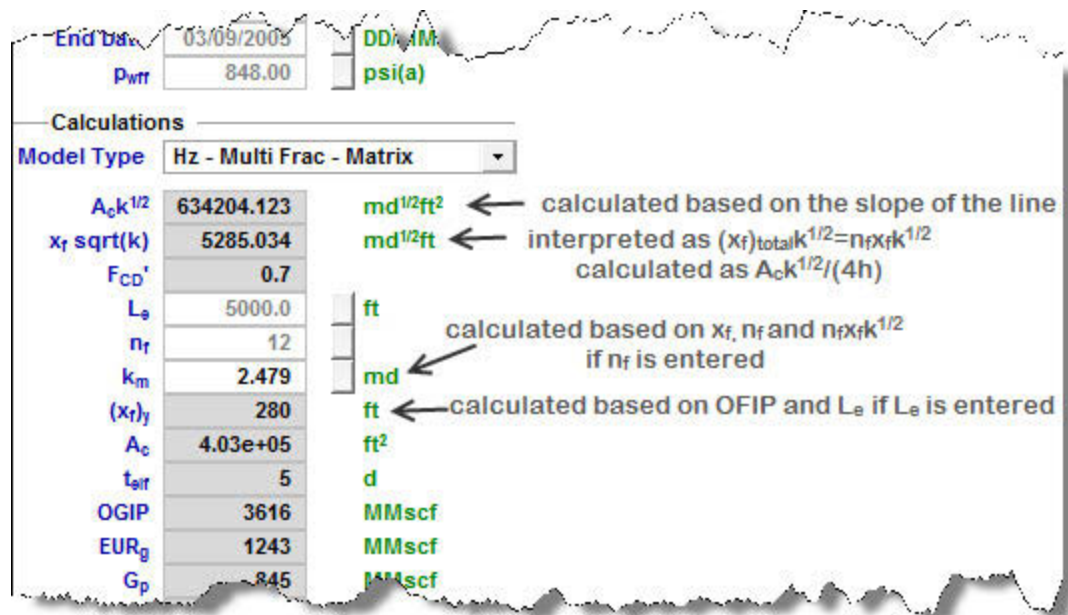 End Da
03/09/2005
DD/ M
pwff 848.00 psi(a)
Calculations
Model Type Hz - Multi Frac - Matrix
Ack1/2 634204.123 md1/2ft2 calculated based on the slope of the line
xf sqrt(k) 5285.034 md1/2ft interpreted as (xf)totalk1/2=nfxfk1/2
calculated as Ack1/2/(4h)
FCD' 0.7
Le 5000.0 ft
calculated based on xf, nf and nfxfk1/2
nf 12
if nf is entered
km 2.479 md
(xf)y 280 ft calculated based on OFIP and Le if Le is entered
Ac 4.03e+05 ft2
telf 5 d
OGIP 3616 MMscf
EURg 1243 MMscf
Gp 845 MMscf